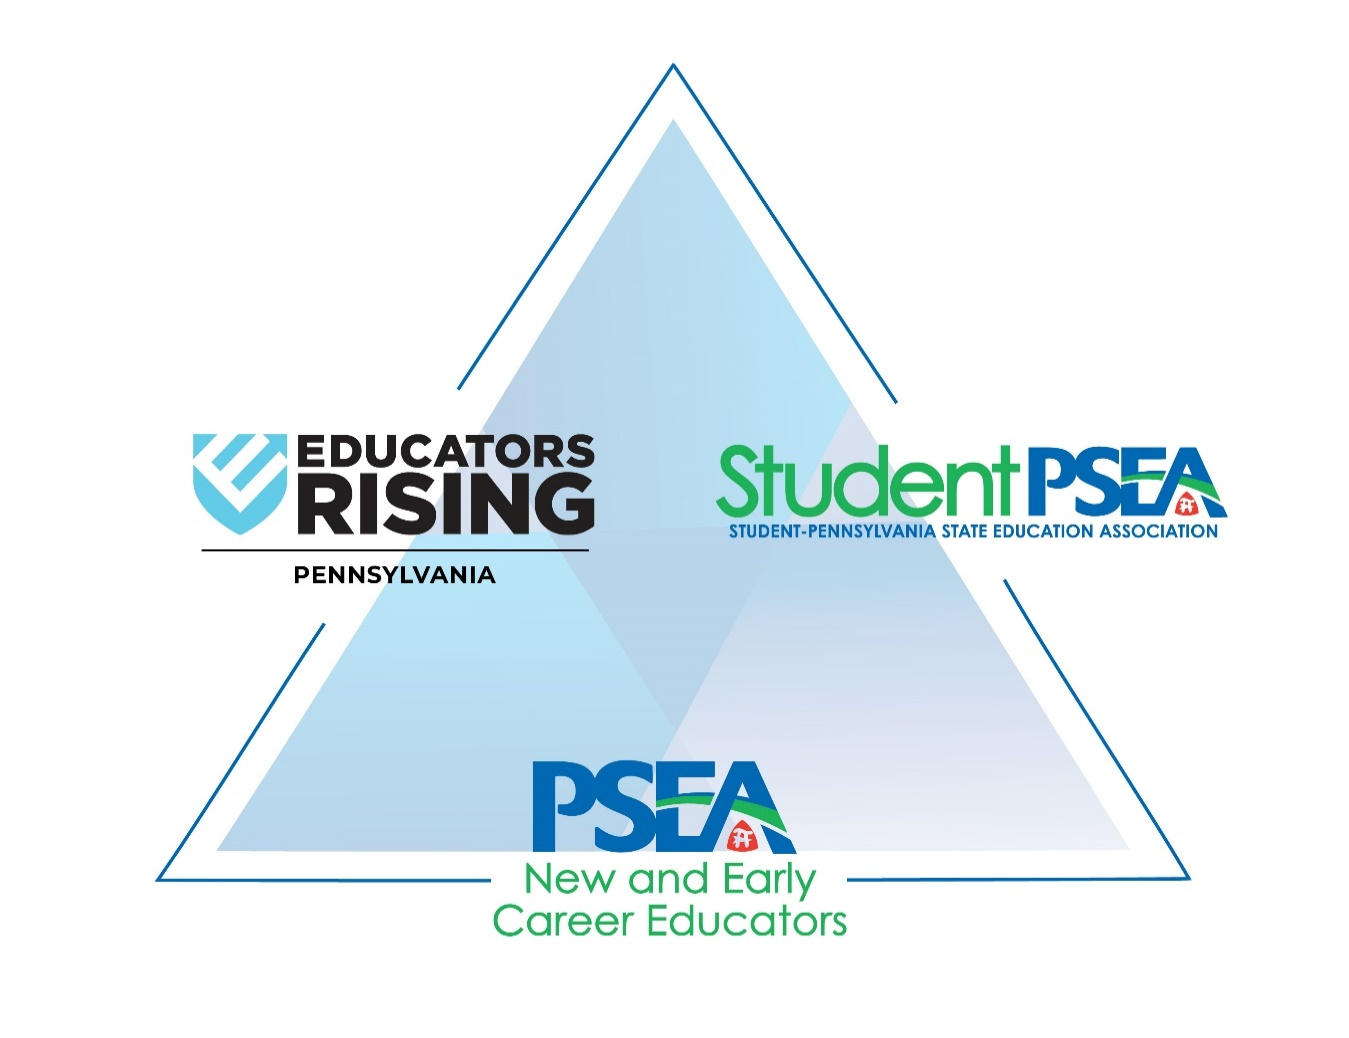 EDUCATORS
RISING
PENNSYLVANIA
StudentPSEA
STUDENT-PENNSYLVANIA STATE EDUCATION ASSOCIATION
PSEA
New and Early
Career Educators